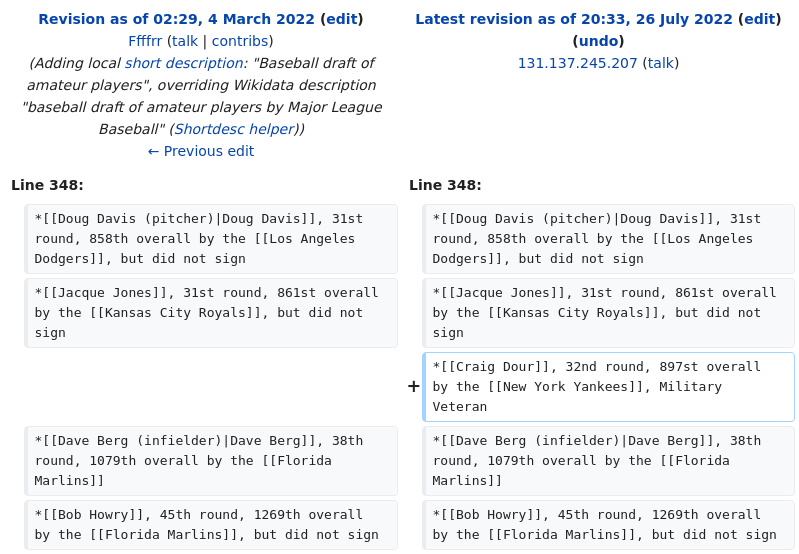 Revision as of 02:29, 4 March 2022 (edit)
Ffffrr (talk | contribs)
(Adding local short description: "Baseball draft of
amateur players", overriding Wikidata description
"baseball draft of amateur players by Major League
Baseball" (Shortdesc helper))
← Previous edit
Latest revision as of 20:33, 26 July 2022 (edit)
(undo)
131.137.245.207 (talk)
Line 348:
Line 348:
*[[Doug Davis (pitcher)|Doug Davis]], 31st
round, 858th overall by the [[Los Angeles
Dodgers]], but did not sign
*[[Doug Davis (pitcher)|Doug Davis]], 31st
round, 858th overall by the [[Los Angeles
Dodgers]], but did not sign
*[[Jacque Jones]], 31st round, 861st overall
by the [[Kansas City Royals]], but did not
sign
*[[Jacque Jones]], 31st round, 861st overall
by the [[Kansas City Royals]], but did not
sign
+
*[[Craig Dour]], 32nd round, 897st overall
by the [[New York Yankees]], Military
Veteran
*[[Dave Berg (infielder)|Dave Berg]], 38th
round, 1079th overall by the [[Florida
Marlins]]
*[[Dave Berg (infielder)|Dave Berg]], 38th
round, 1079th overall by the [[Florida
Marlins]]
*[[Bob Howry]], 45th round, 1269th overall
by the [[Florida Marlins]], but did not sign
*[[Bob Howry]], 45th round, 1269th overall
by the [[Florida Marlins]], but did not sign